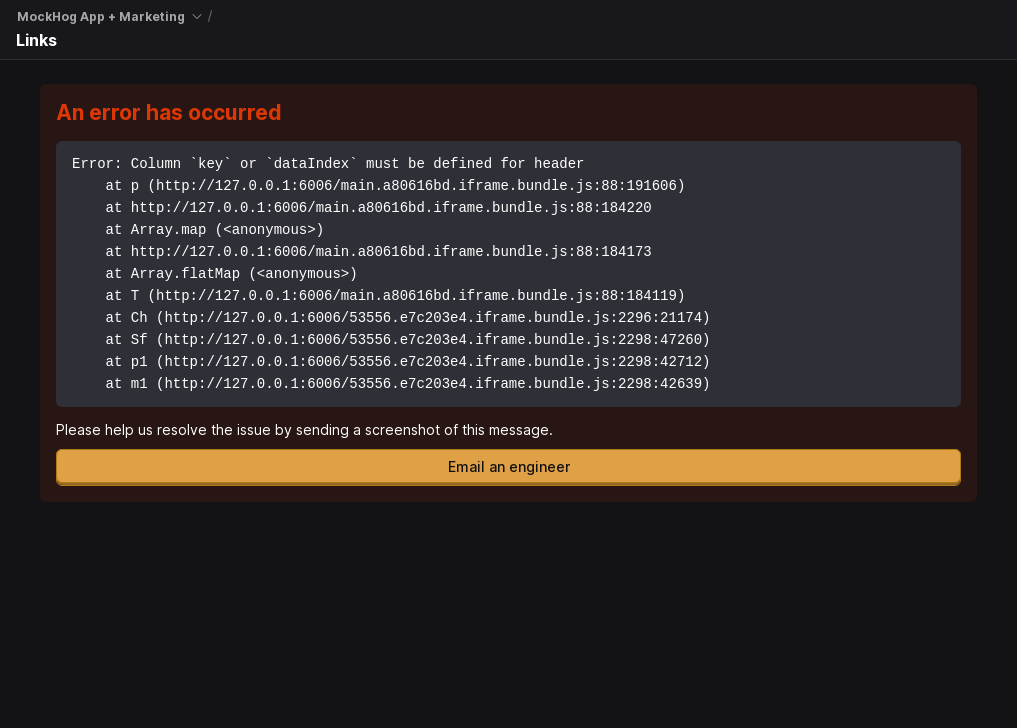 MockHog App + Marketing /
Links
An error has occurred
Error: Column `key` or `dataIndex` must be defined for header
    at p (http://127.0.0.1:6006/main.a80616bd.iframe.bundle.js:88:191606)
    at http://127.0.0.1:6006/main.a80616bd.iframe.bundle.js:88:184220
    at Array.map (<anonymous>)
    at http://127.0.0.1:6006/main.a80616bd.iframe.bundle.js:88:184173
    at Array.flatMap (<anonymous>)
    at T (http://127.0.0.1:6006/main.a80616bd.iframe.bundle.js:88:184119)
    at Ch (http://127.0.0.1:6006/53556.e7c203e4.iframe.bundle.js:2296:21174)
    at Sf (http://127.0.0.1:6006/53556.e7c203e4.iframe.bundle.js:2298:47260)
    at p1 (http://127.0.0.1:6006/53556.e7c203e4.iframe.bundle.js:2298:42712)
    at m1 (http://127.0.0.1:6006/53556.e7c203e4.iframe.bundle.js:2298:42639)
Please help us resolve the issue by sending a screenshot of this message.
Email an engineer